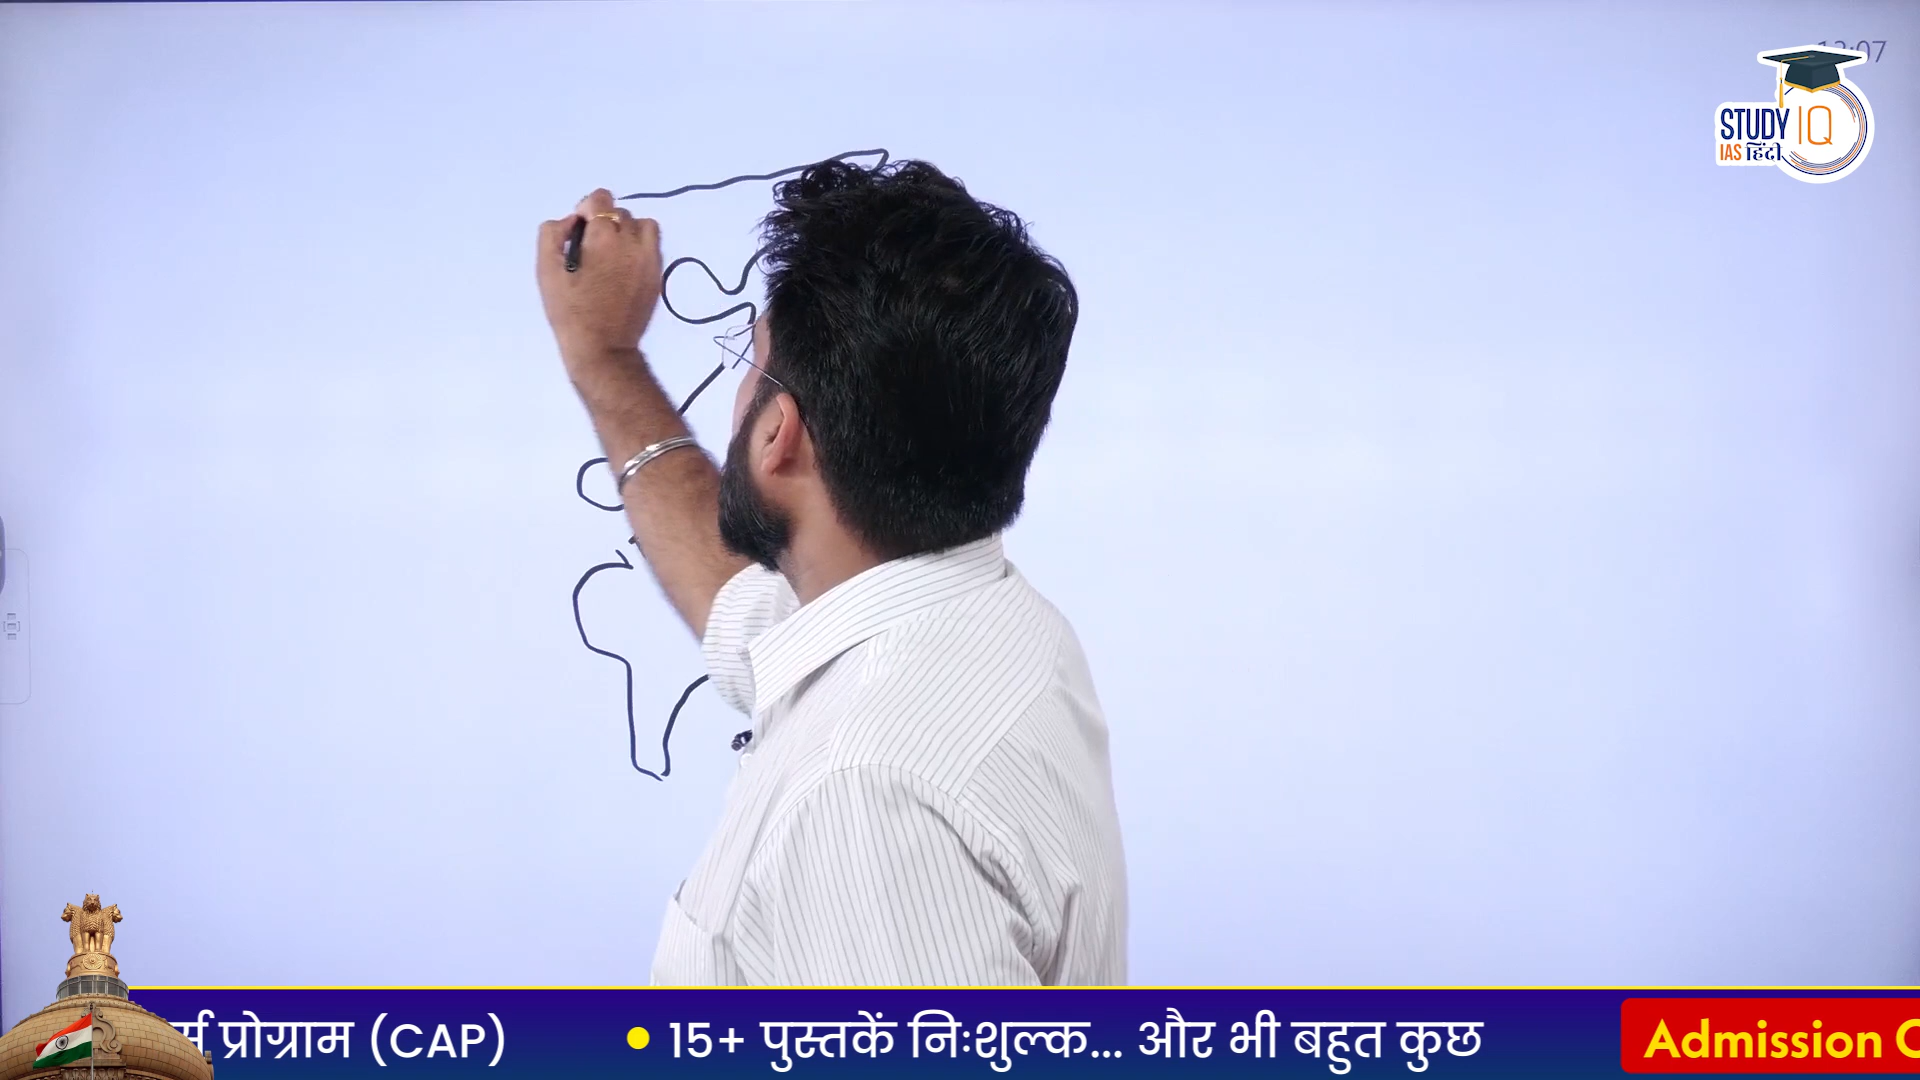 STUDY IQ
IAS हिंदी
र्स प्रोग्राम (CAP)
15+ पुस्तकें निःशुल्क... और भी बहुत कुछ
Admission